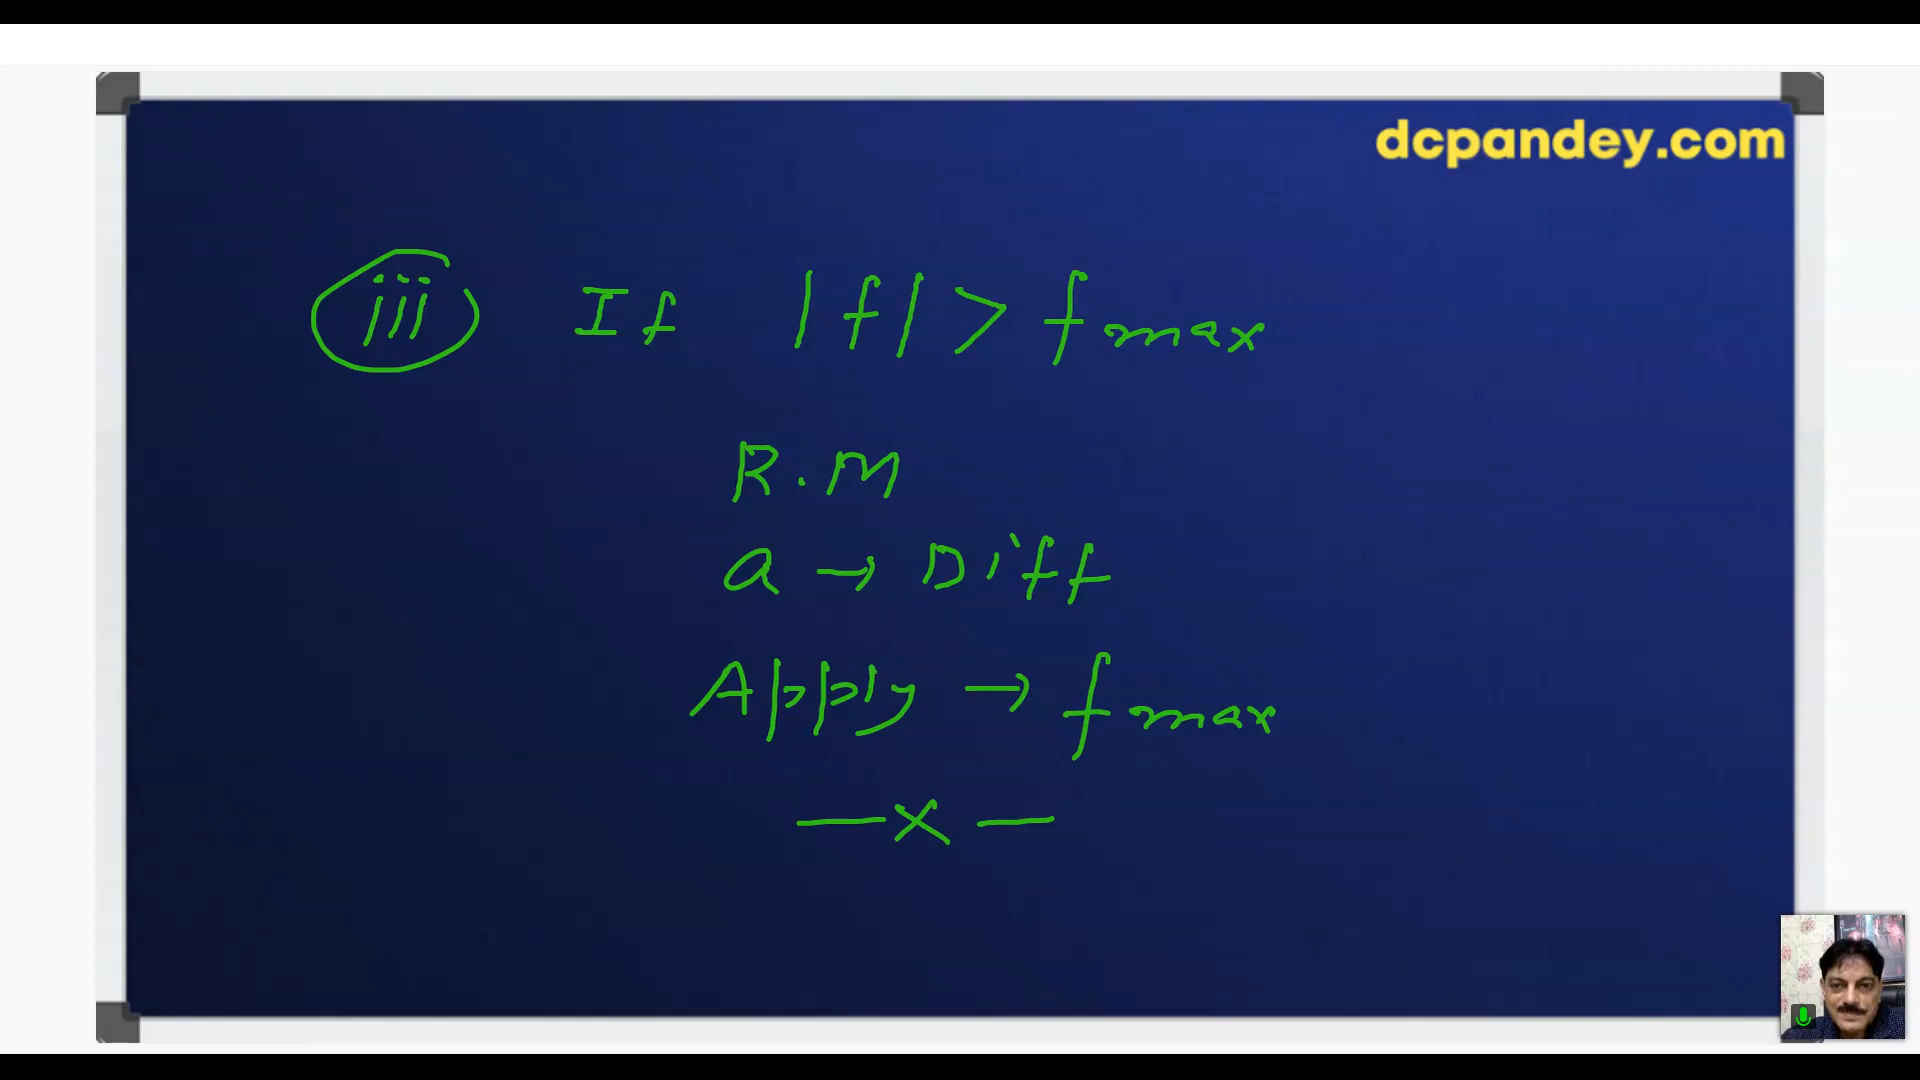 dcpandey.com
iii If |f| > fmax
R.M
a → Diff
Apply → fmax
—x—